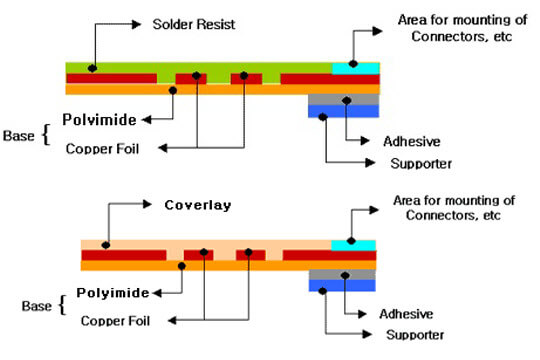 Solder Resist
Area for mounting of
Connectors, etc
Polvimide
Base {
Copper Foil
Adhesive
Supporter
Coverlay
Area for mounting of
Connectors, etc
Polyimide
Base {
Copper Foil
Adhesive
Supporter